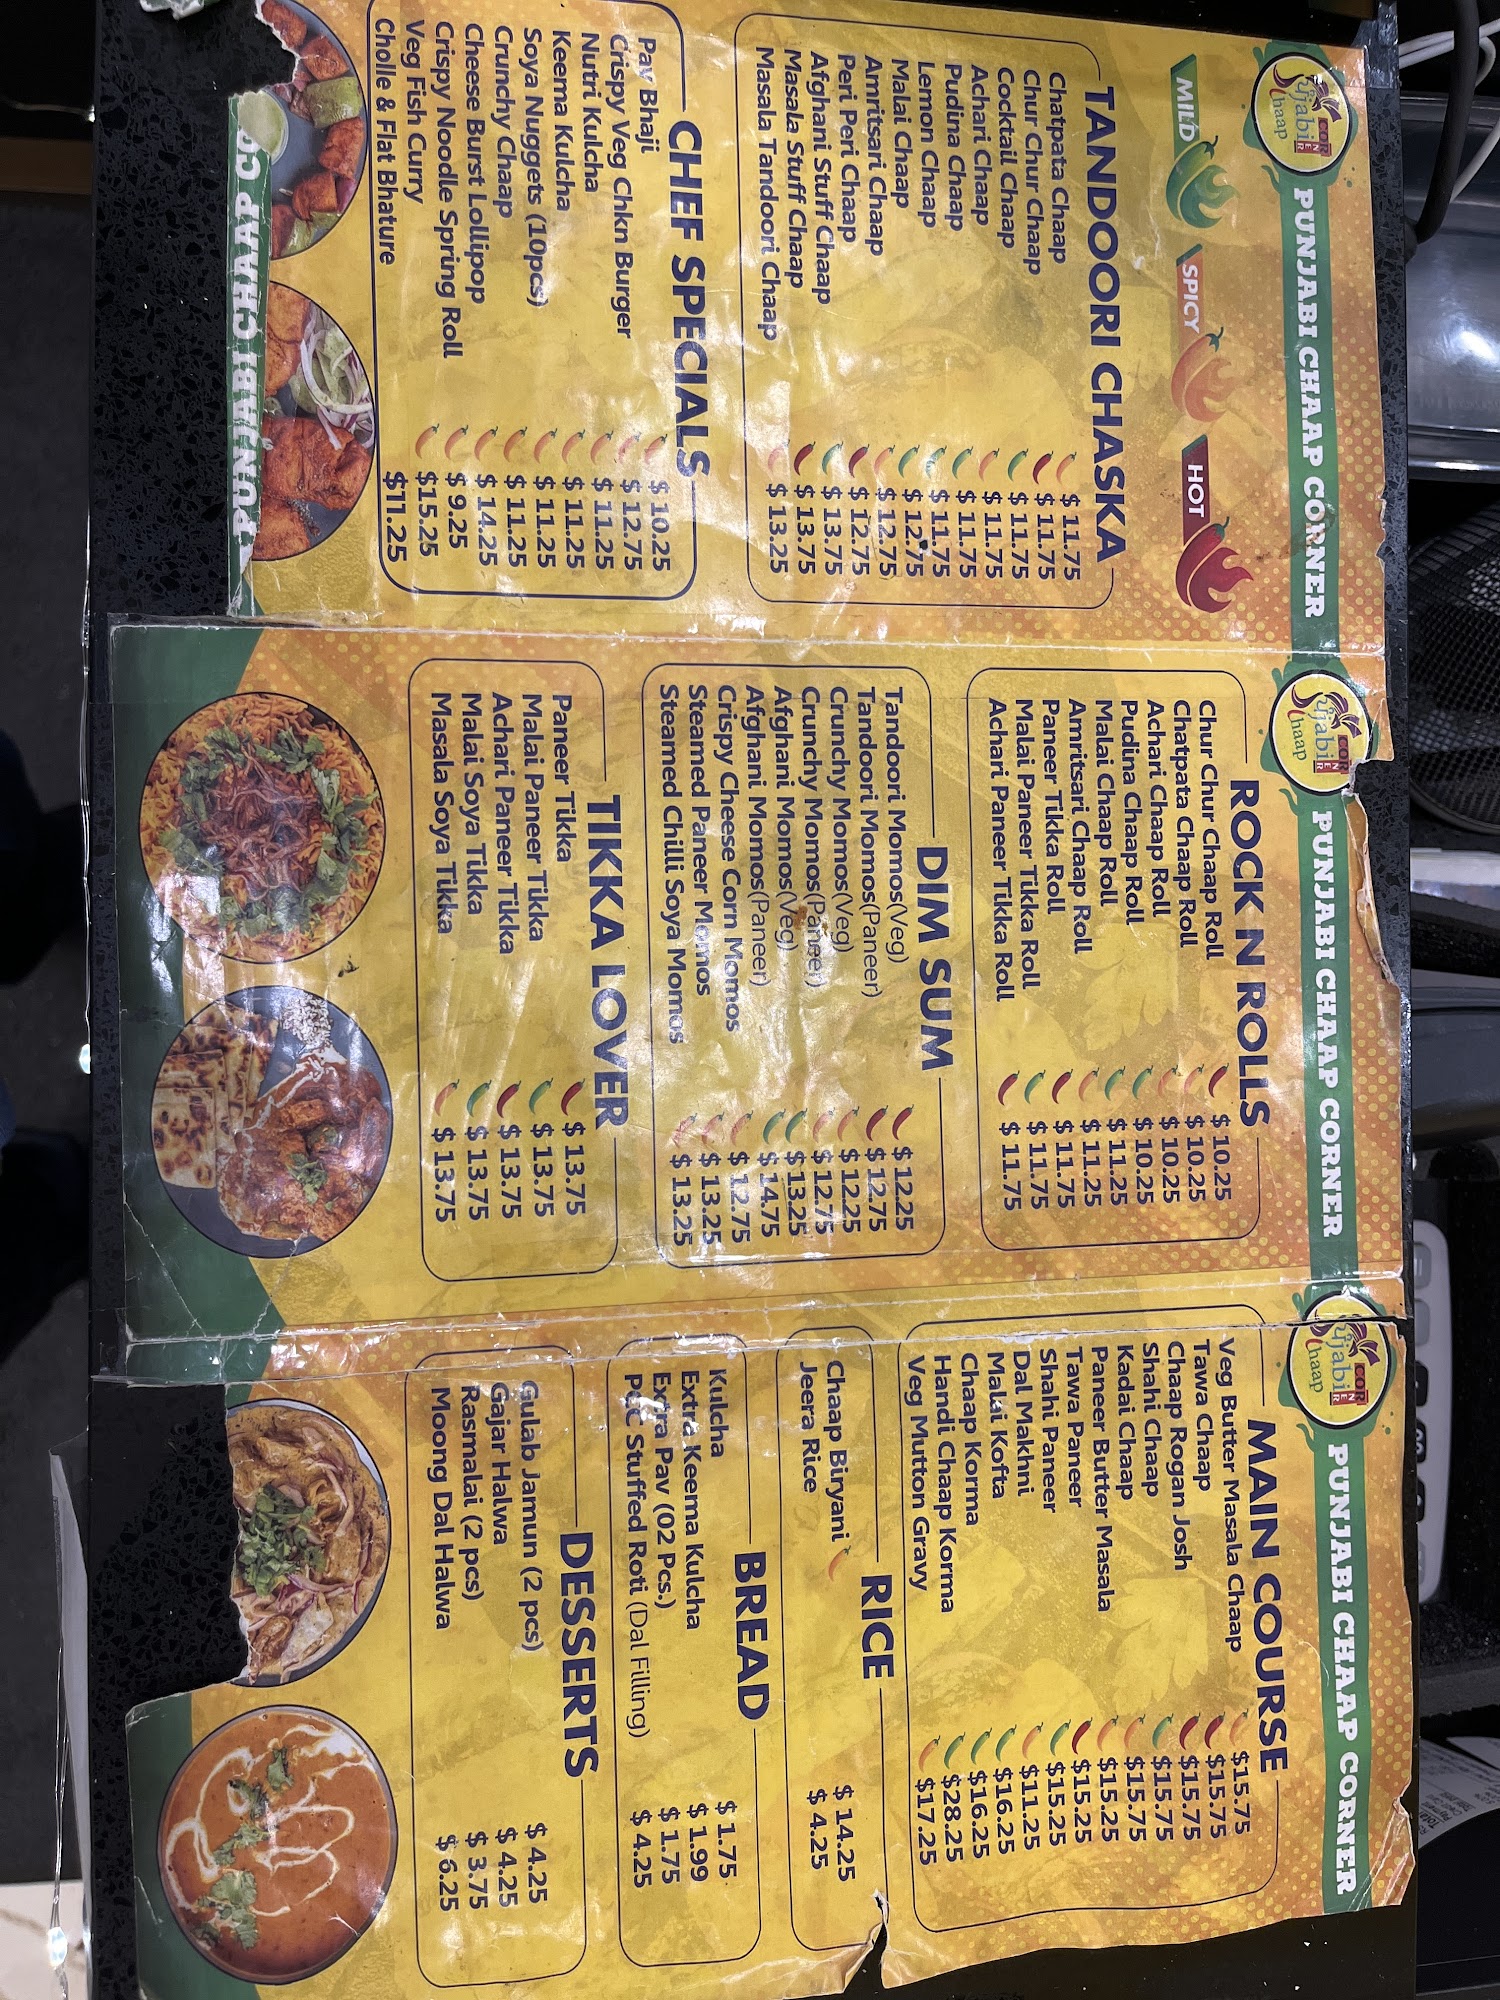 Punjabi Chaap CORNER
PUNJABI CHAAP CORNER
MILD SPICY HOT
TANDOORI CHASKA
Chatpata Chaap $ 11.75
Chur Chur Chaap $ 11.75
Cocktail Chaap $ 11.75
Achari Chaap $ 11.75
Pudina Chaap $ 11.75
Lemon Chaap $ 11.75
Malai Chaap $ 12.75
Amritsari Chaap $ 12.75
Peri Peri Chaap $ 12.75
Afghani Stuff Chaap $ 13.75
Masala Stuff Chaap $ 13.75
Masala Tandoori Chaap $ 13.25
CHEF SPECIALS
Pav Bhaji $ 10.25
Crispy Veg Chkn Burger $ 12.75
Nutri Kulcha $ 11.25
Keema Kulcha $ 11.25
Soya Nuggets (10pcs) $ 11.25
Crunchy Chaap $ 11.25
Cheese Burst Lollipop $ 14.25
Crispy Noodle Spring Roll $ 9.25
Veg Fish Curry $15.25
Cholle & Flat Bhature $11.25
PUNJABI CHAAP CO
Punjabi Chaap CORNER
PUNJABI CHAAP CORNER
ROCK N ROLLS
Chur Chur Chaap Roll $ 10.25
Chatpata Chaap Roll $ 10.25
Achari Chaap Roll $ 10.25
Pudina Chaap Roll $ 10.25
Malai Chaap Roll $ 11.25
Amritsari Chaap Roll $ 11.25
Paneer Tikka Roll $ 11.75
Malai Paneer Tikka Roll $ 11.75
Achari Paneer Tikka Roll $ 11.75
DIM SUM
Tandoori Momos(Veg) $ 12.25
Tandoori Momos(Paneer) $ 12.75
Crunchy Momos(Veg) $ 12.25
Crunchy Momos(Paneer) $ 12.75
Afghani Momos(Veg) $13.25
Afghani Momos(Paneer) $ 14.75
Crispy Cheese Corn Momos $ 12.75
Steamed Paneer Momos $ 13.25
Steamed Chilli Soya Momos $ 13.25
TIKKA LOVER
Paneer Tikka $ 13.75
Malai Paneer Tikka $ 13.75
Achari Paneer Tikka $ 13.75
Malai Soya Tikka $ 13.75
Masala Soya Tikka $ 13.75
Punjabi Chaap CORNER
PUNJABI CHAAP CORNER
MAIN COURSE
Veg Butter Masala Chaap $15.75
Tawa Chaap $15.75
Chaap Rogan Josh $15.75
Shahi Chaap $15.75
Kadai Chaap $15.75
Paneer Butter Masala $15.25
Tawa Paneer $15.25
Shahi Paneer $15.25
Dal Makhni $11.25
Malai Kofta $16.25
Chaap Korma $16.25
Handi Chaap Korma $28.25
Veg Mutton Gravy $17.25
RICE
Chaap Biryani $ 14.25
Jeera Rice $ 4.25
BREAD
Kulcha $ 1.75
Extra Keema Kulcha $ 1.99
Extra Pav (02 Pcs.) $ 1.75
PCC Stuffed Roti (Dal Filling) $ 4.25
DESSERTS
Gulab Jamun (2 pcs) $ 4.25
Gajar Halwa $ 4.25
Rasmalai (2 pcs) $ 3.75
Moong Dal Halwa $ 6.25